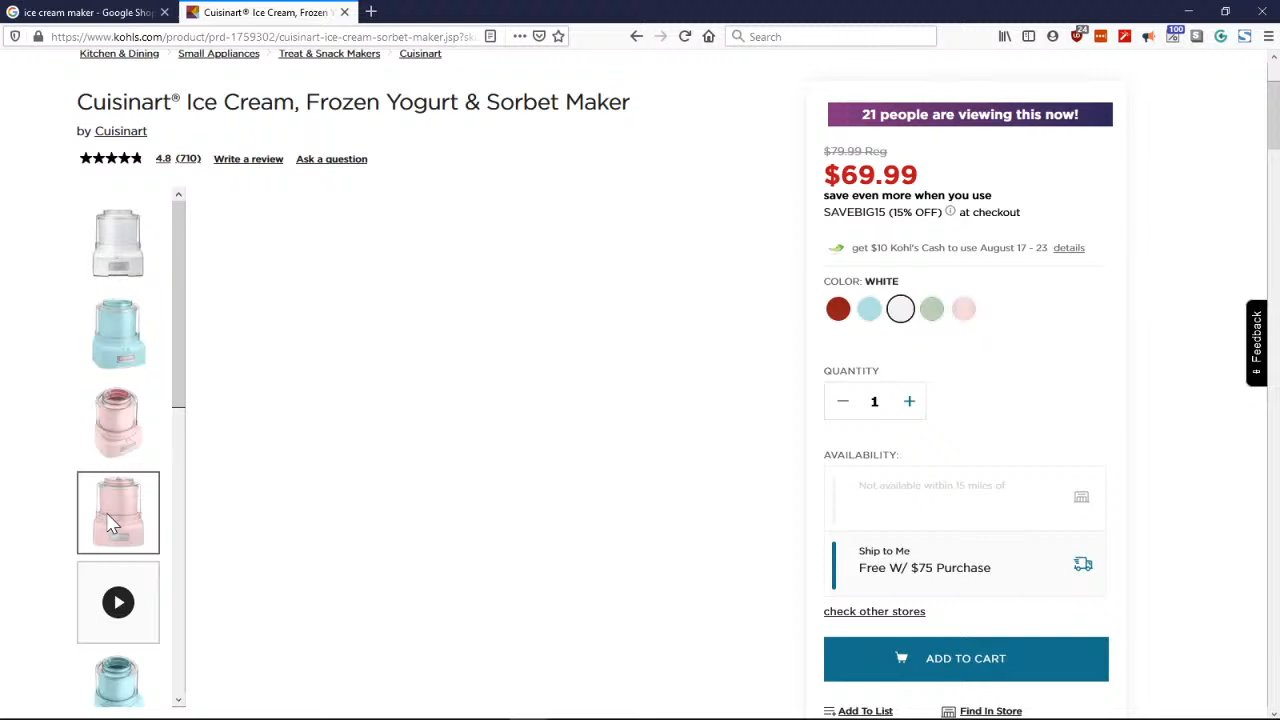 ice cream maker - Google Shop
Cuisinart® Ice Cream, Frozen Y
https://www.kohls.com/product/prd-1759302/cuisinart-ice-cream-sorbet-maker.jsp?
Search
24
100
Kitchen & Dining
Small Appliances
Treat & Snack Makers
Cuisinart
Cuisinart® Ice Cream, Frozen Yogurt & Sorbet Maker
by Cuisinart
4.8 (710) Write a review Ask a question
21 people are viewing this now!
$79.99 Reg
$69.99
save even more when you use
SAVEBIG15 (15% OFF) at checkout
get $10 Kohl's Cash to use August 17 - 23 details
COLOR: WHITE
QUANTITY
1
AVAILABILITY:
Not available within 15 miles of
Ship to Me
Free W/ $75 Purchase
check other stores
ADD TO CART
Add To List
Find In Store
Feedback